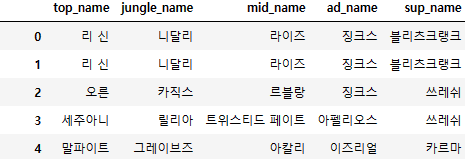 top_name jungle_name mid_name ad_name sup_name
0 리 신 니달리 라이즈 징크스 블리츠크랭크
1 리 신 니달리 라이즈 징크스 블리츠크랭크
2 오른 카직스 르블랑 징크스 쓰레쉬
3 세주아니 릴리아 트위스티드 페이트 아펠리오스 쓰레쉬
4 말파이트 그레이브즈 아칼리 이즈리얼 카르마